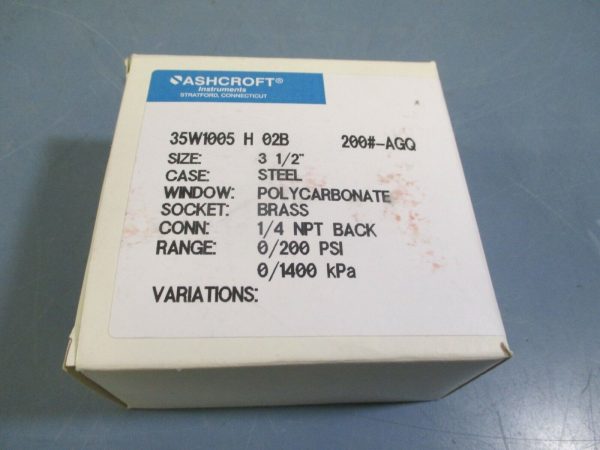 ASHCROFT®
Instruments
STRATFORD, CONNECTICUT
35W1005 H 02B 200#-AGQ
SIZE: 3 1/2"
CASE: STEEL
WINDOW: POLYCARBONATE
SOCKET: BRASS
CONN: 1/4 NPT BACK
RANGE: 0/200 PSI
0/1400 kPa
VARIATIONS: